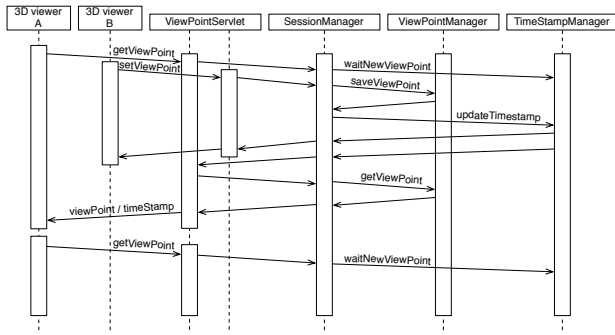 3D viewer
A
3D viewer
B
ViewPointServlet
SessionManager
ViewPointManager
TimeStampManager
getViewPoint
setViewPoint
waitNewViewPoint
saveViewPoint
updateTimestamp
getViewPoint
viewPoint / timeStamp
getViewPoint
waitNewViewPoint